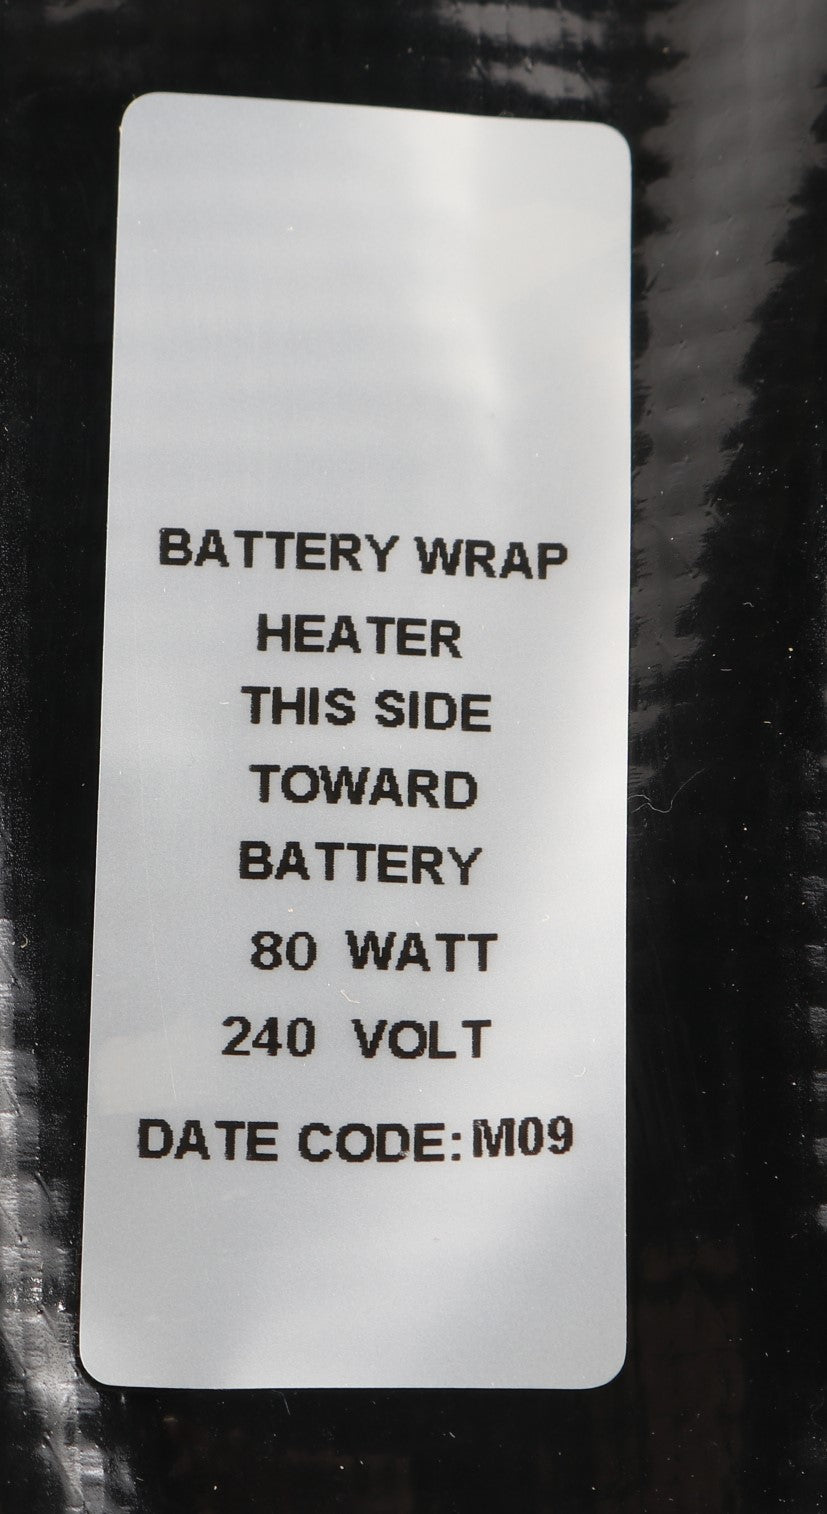 BATTERY WRAP
HEATER
THIS SIDE
TOWARD
BATTERY
80 WATT
240 VOLT
DATE CODE: M09